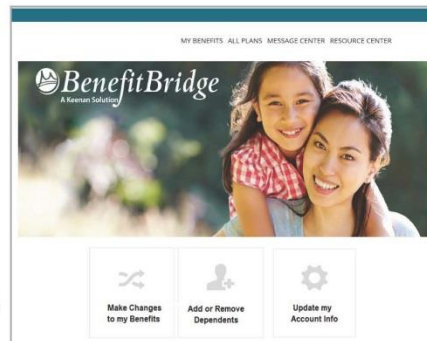 MY BENEFITS ALL PLANS MESSAGE CENTER RESOURCE CENTER
BenefitBridge
A Keenan Solution
Make Changes
to my Benefits
Add or Remove
Dependents
Update my
Account Info